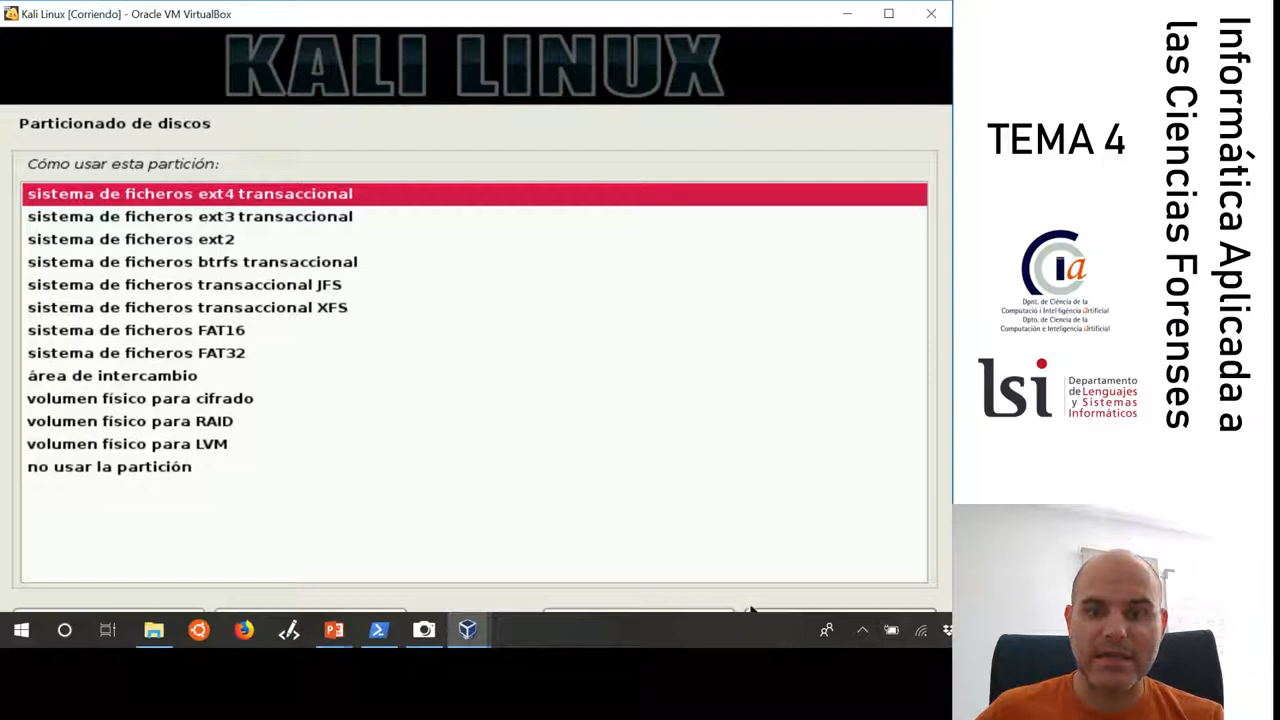 Kali Linux [Corriendo] - Oracle VM VirtualBox
KALI LINUX
Particionado de discos
Cómo usar esta partición:
sistema de ficheros ext4 transaccional
sistema de ficheros ext3 transaccional
sistema de ficheros ext2
sistema de ficheros btrfs transaccional
sistema de ficheros transaccional JFS
sistema de ficheros transaccional XFS
sistema de ficheros FAT16
sistema de ficheros FAT32
área de intercambio
volumen físico para cifrado
volumen físico para RAID
volumen físico para LVM
no usar la partición
TEMA 4
Informática Aplicada a
las Ciencias Forenses
Dpnt. de Ciència de la
Computació i Intel·ligència artificial
Dpto. de Ciencia de la
Computación e Inteligencia artificial
lsi
Departamento
de Lenguajes
y Sistemas
Informáticos